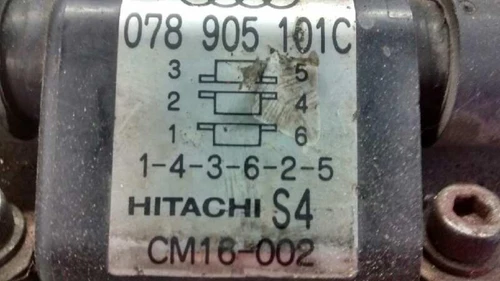 078 905 101C
3 5
2 4
1 6
1-4-3-6-2-5
HITACHI S4
CM16-002